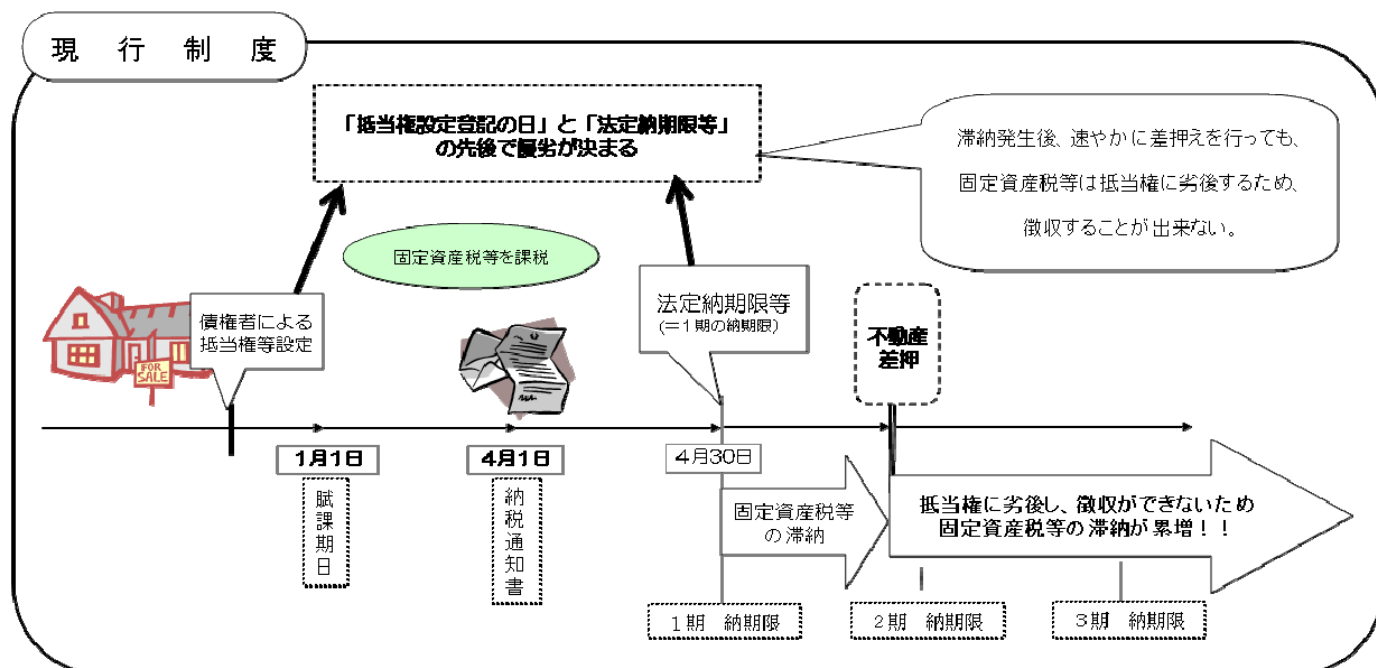 現行制度
「抵当権設定登記の日」と「法定納期限等」
の先後で優劣が決まる
滞納発生後、速やかに差押えを行っても、
固定資産税等は抵当権に劣後するため、
徴収することが出来ない。
固定資産税等を課税
債権者による
抵当権等設定
FOR
SALE
法定納期限等
(=1期の納期限)
不動産
差押
1月1日
4月1日
4月30日
賦課期日
納税通知書
固定資産税等
の滞納
抵当権に劣後し、徴収ができないため
固定資産税等の滞納が累増！！
1期 納期限
2期 納期限
3期 納期限